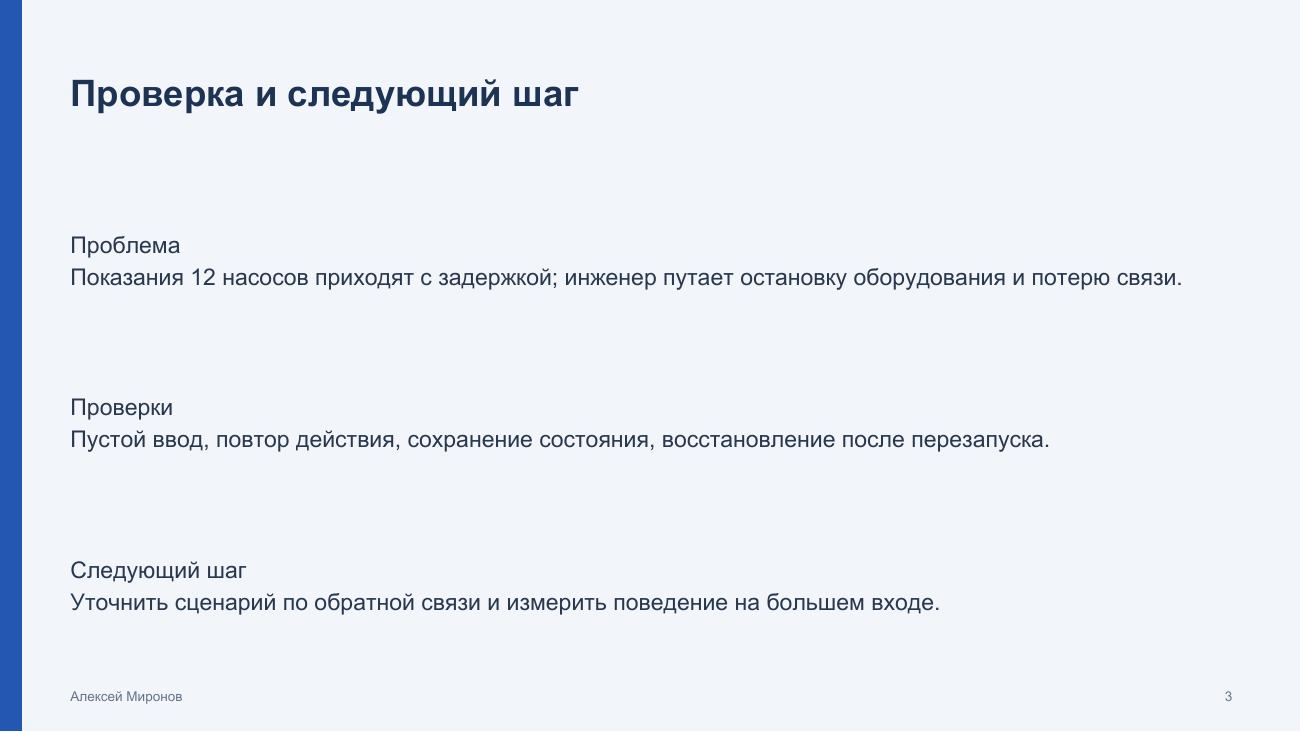 Проверка и следующий шаг
Проблема
Показания 12 насосов приходят с задержкой; инженер путает остановку оборудования и потерю связи.
Проверки
Пустой ввод, повтор действия, сохранение состояния, восстановление после перезапуска.
Следующий шаг
Уточнить сценарий по обратной связи и измерить поведение на большем входе.
Алексей Миронов
3